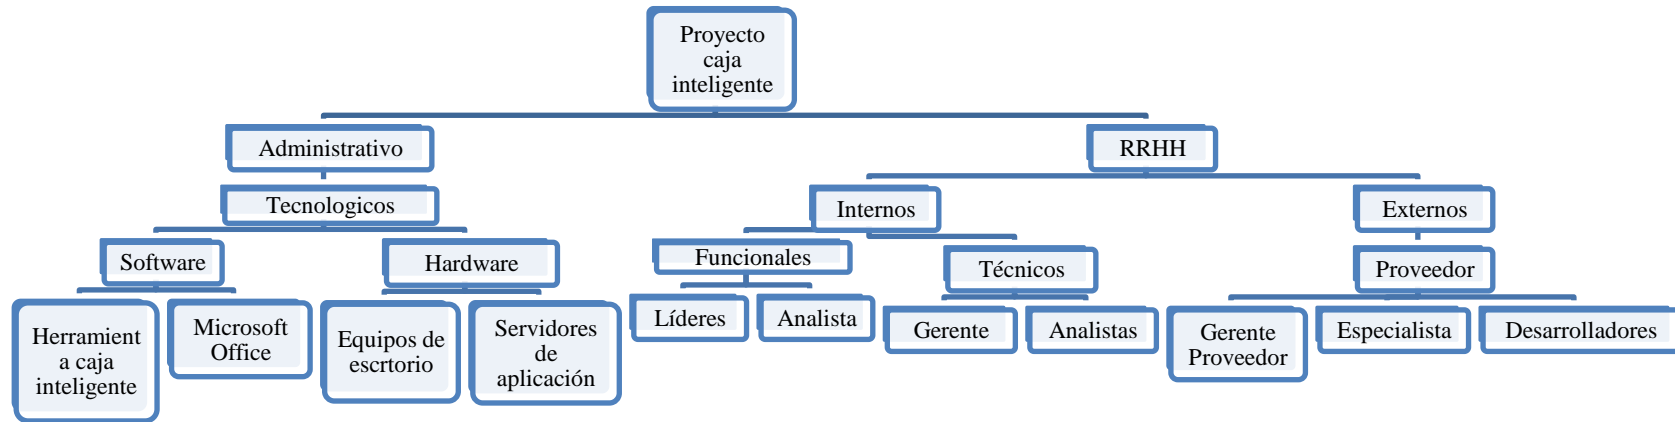 Proyecto
caja
inteligente
Administrativo
RRHH
Tecnologicos
Internos
Externos
Software
Hardware
Funcionales
Técnicos
Proveedor
Herramient
a caja
inteligente
Microsoft
Office
Equipos de
escrtorio
Servidores
de
aplicación
Líderes
Analista
Gerente
Analistas
Gerente
Proveedor
Especialista
Desarrolladores